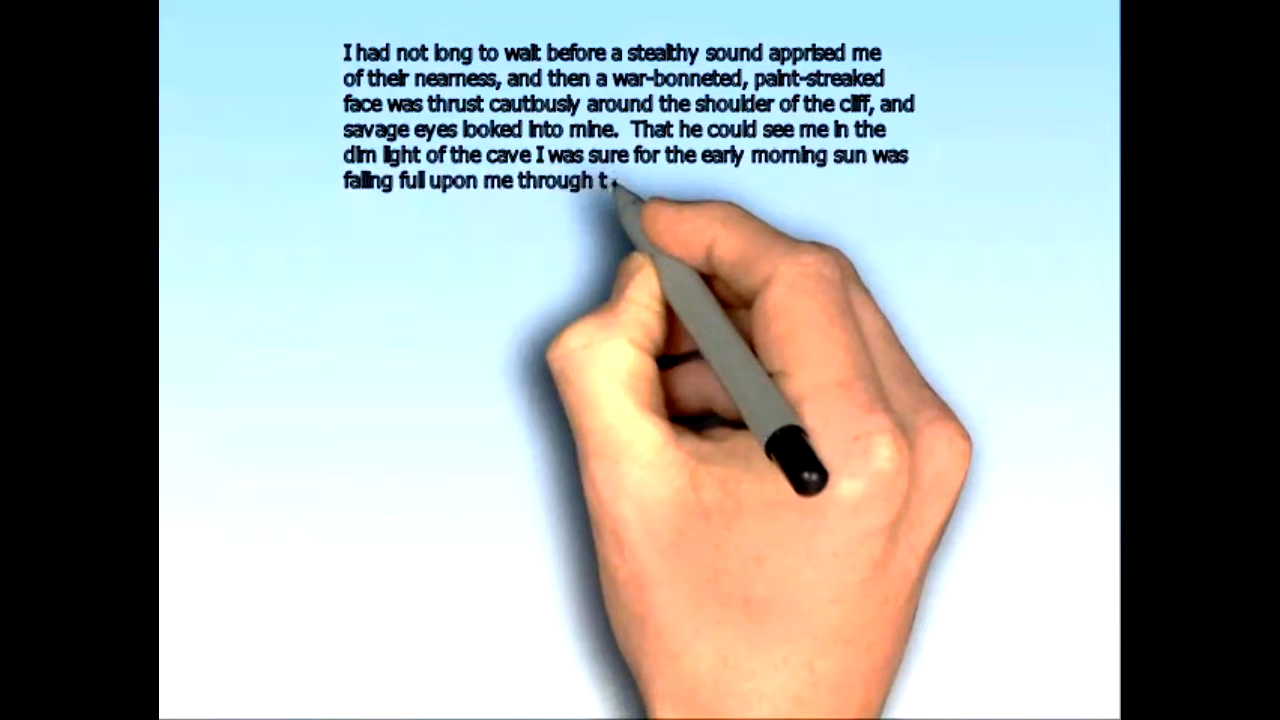 I had not long to wait before a stealthy sound apprised me
of their nearness, and then a war-bonneted, paint-streaked
face was thrust cautiously around the shoulder of the cliff, and
savage eyes looked into mine.  That he could see me in the
dim light of the cave I was sure for the early morning sun was
falling full upon me through t